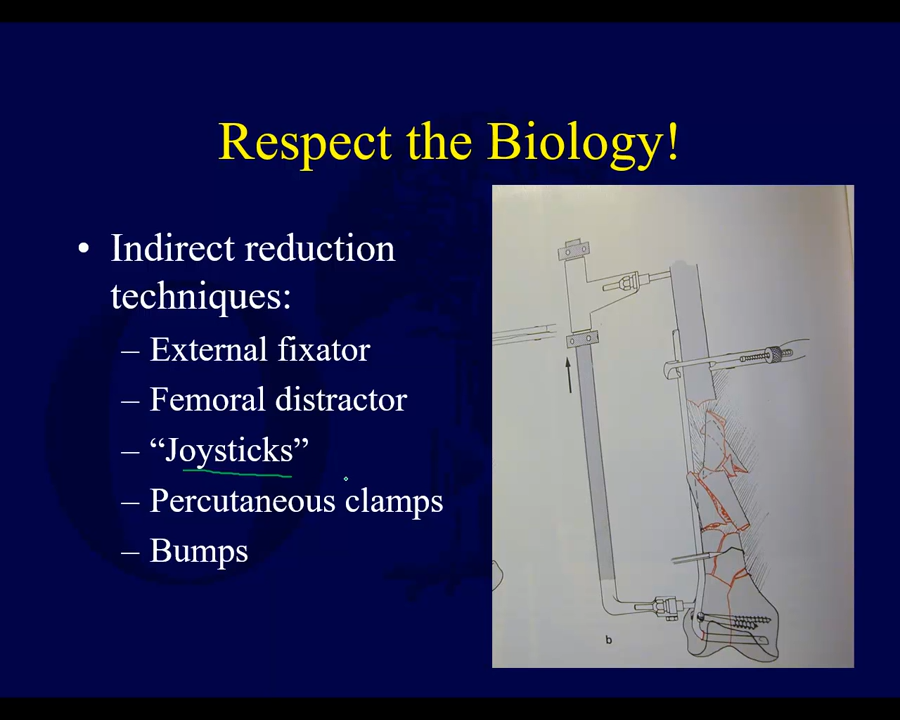 Respect the Biology!
• Indirect reduction
techniques:
– External fixator
– Femoral distractor
– “Joysticks”
– Percutaneous clamps
– Bumps
b